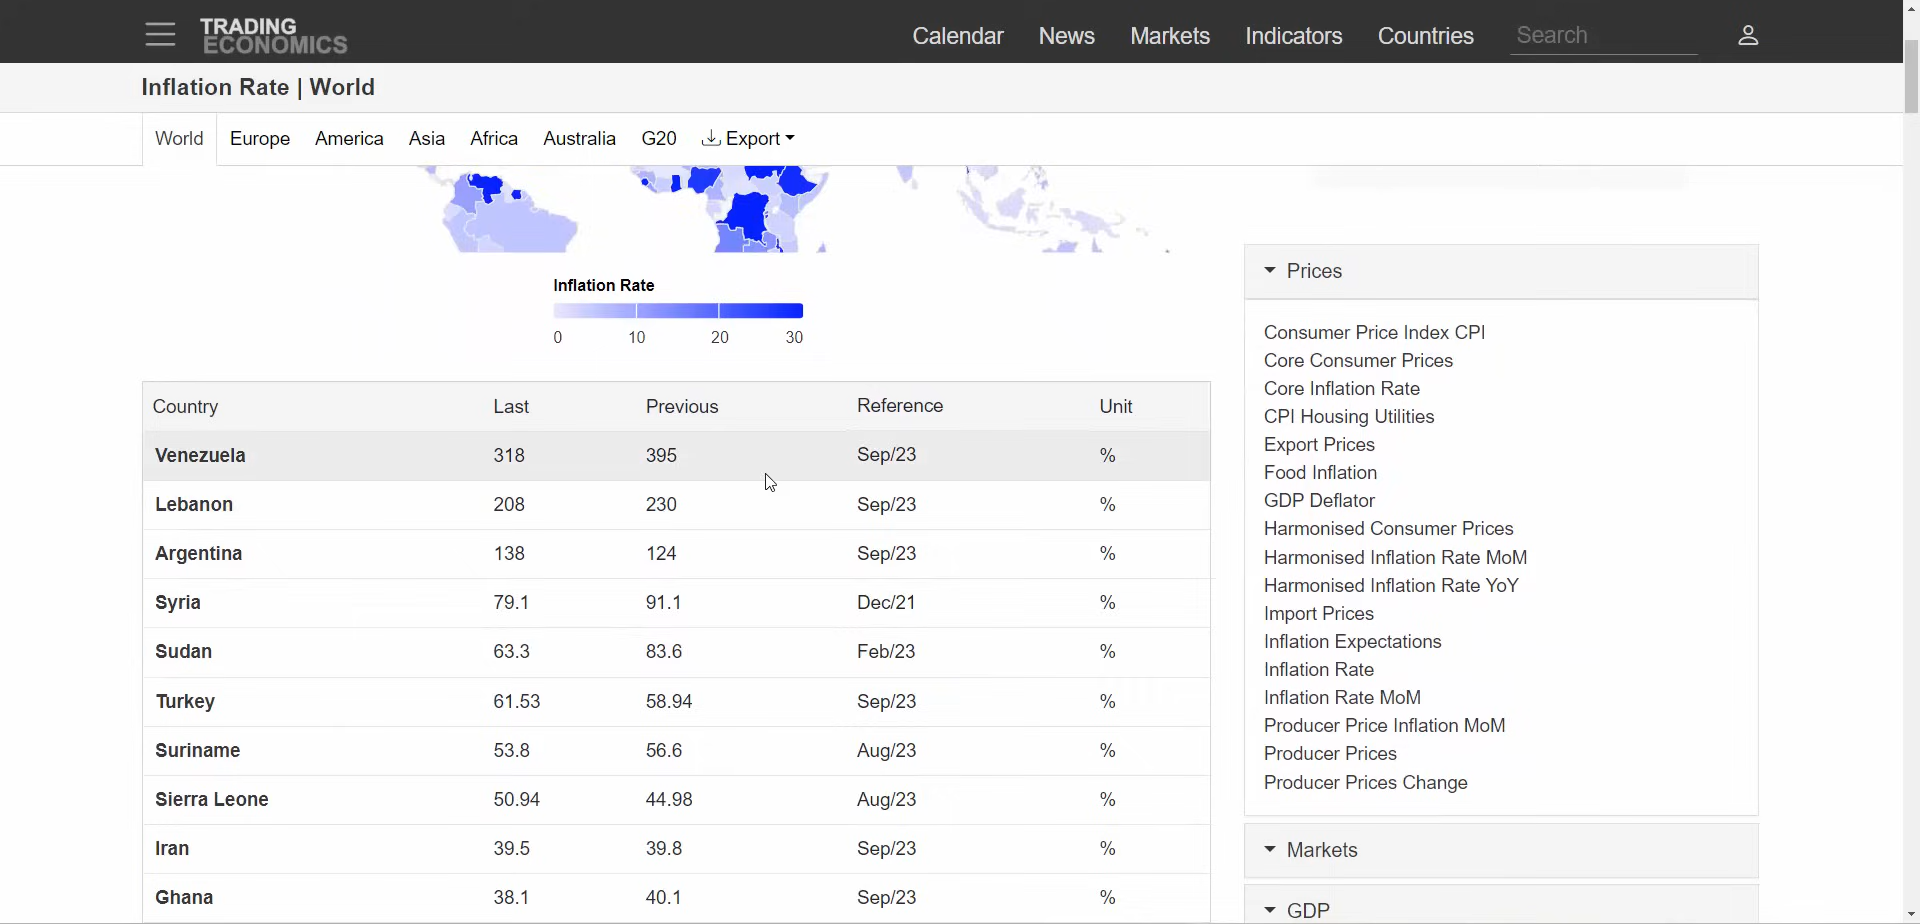 TRADING
ECONOMICS
Calendar News Markets Indicators Countries Search
Inflation Rate | World
World Europe America Asia Africa Australia G20 Export
Inflation Rate
0 10 20 30
Country Last Previous Reference Unit
Venezuela 318 395 Sep/23 %
Lebanon 208 230 Sep/23 %
Argentina 138 124 Sep/23 %
Syria 79.1 91.1 Dec/21 %
Sudan 63.3 83.6 Feb/23 %
Turkey 61.53 58.94 Sep/23 %
Suriname 53.8 56.6 Aug/23 %
Sierra Leone 50.94 44.98 Aug/23 %
Iran 39.5 39.8 Sep/23 %
Ghana 38.1 40.1 Sep/23 %
Prices
Consumer Price Index CPI
Core Consumer Prices
Core Inflation Rate
CPI Housing Utilities
Export Prices
Food Inflation
GDP Deflator
Harmonised Consumer Prices
Harmonised Inflation Rate MoM
Harmonised Inflation Rate YoY
Import Prices
Inflation Expectations
Inflation Rate
Inflation Rate MoM
Producer Price Inflation MoM
Producer Prices
Producer Prices Change
Markets
GDP